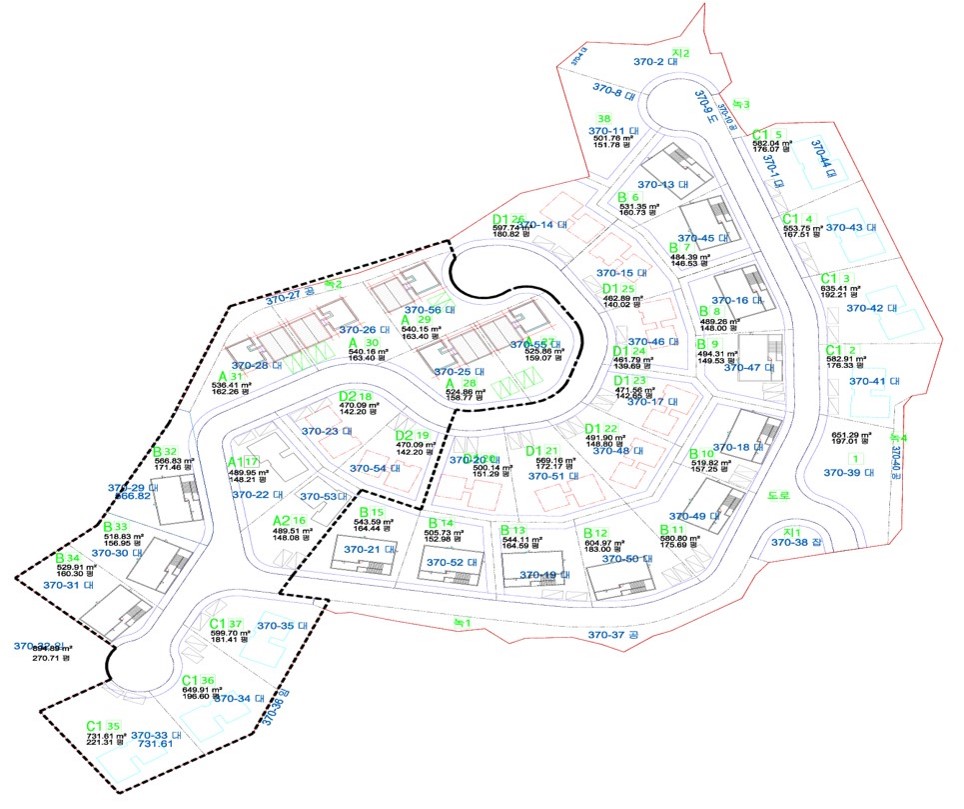 지2
370-4 대
370-2 대
370-8 대
370-9 도
녹3
370-10 공
38
370-11 대
501.76 m²
151.78 평
C1 5
582.04 m²
176.07 평
370-44 대
370-1 대
370-13 대
B 6
531.35 m²
160.73 평
D1 26
597.74 m²
180.82 평
370-14 대
C1 4
553.75 m²
167.51 평
370-43 대
370-45 대
B 7
484.39 m²
146.53 평
370-15 대
D1 25
462.89 m²
140.02 평
C1 3
635.41 m²
192.21 평
370-42 대
370-27 공
녹2
370-56 대
A 29
540.15 m²
163.40 평
370-16 대
B 8
489.26 m²
148.00 평
370-26 대
A 30
540.16 m²
163.40 평
370-55 대
525.86 m²
159.07 평
370-46 대
D1 24
461.79 m²
139.69 평
B 9
494.31 m²
149.53 평
370-47 대
C1 2
582.91 m²
176.33 평
370-41 대
370-28 대
A 31
536.41 m²
162.26 평
370-25 대
A 28
524.86 m²
158.77 평
D1 23
471.56 m²
142.65 평
370-17 대
D2 18
470.09 m²
142.20 평
370-23 대
D2 19
470.09 m²
142.20 평
D1 22
491.90 m²
148.80 평
370-48 대
370-18 대
B 10
519.82 m²
157.25 평
651.29 m²
197.01 평
녹4
1
370-39 대
370-40 공
B 32
566.83 m²
171.46 평
A1 17
489.95 m²
148.21 평
370-54 대
370-20 대
500.14 m²
151.29 평
D1 21
569.16 m²
172.17 평
370-51 대
370-29 대
566.82
370-22 대
370-53 대
도로
A2 16
489.51 m²
148.08 평
B 15
543.59 m²
164.44 평
B 14
505.73 m²
152.98 평
B 13
544.11 m²
164.59 평
B 12
604.97 m²
183.00 평
B 11
580.80 m²
175.69 평
370-49 대
지1
370-38 잡
B 33
518.83 m²
156.95 평
370-30 대
370-21 대
370-52 대
370-19 대
370-50 대
B 34
529.91 m²
160.30 평
370-31 대
C1 37
599.70 m²
181.41 평
370-35 대
녹1
370-37 공
270.71 평
C1 36
649.91 m²
196.60 평
370-34 대
370-36 임
C1 35
731.61 m²
221.31 평
370-33 대
731.61